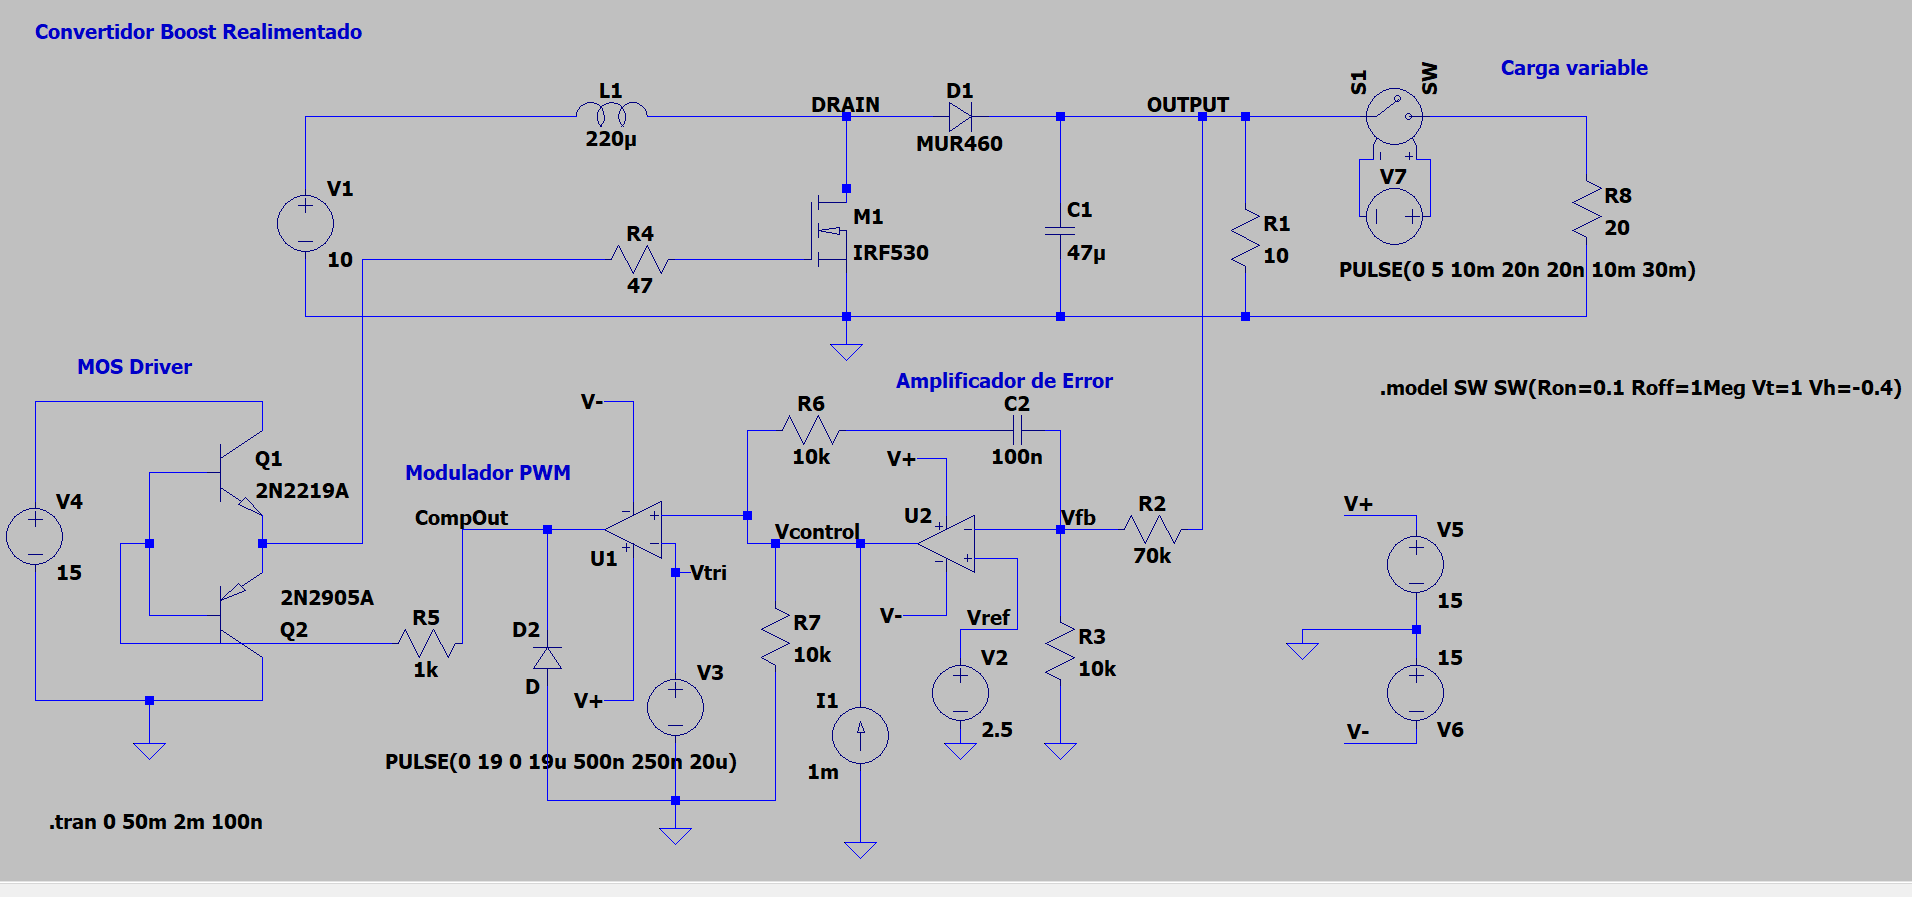 Convertidor Boost Realimentado
Carga variable
L1
220µ
DRAIN
D1
MUR460
OUTPUT
S1
SW
V1
10
R4
47
M1
IRF530
C1
47µ
R1
10
V7
R8
20
PULSE(0 5 10m 20n 20n 10m 30m)
MOS Driver
Amplificador de Error
.model SW SW(Ron=0.1 Roff=1Meg Vt=1 Vh=-0.4)
V-
R6
10k
C2
100n
V+
Q1
2N2219A
Modulador PWM
V4
15
CompOut
U1
Vcontrol
U2
Vfb
R2
70k
V+
V5
15
Vtri
2N2905A
Q2
R5
1k
D2
D
V+
V3
R7
10k
V-
Vref
V2
2.5
R3
10k
15
V6
V-
I1
1m
PULSE(0 19 0 19u 500n 250n 20u)
.tran 0 50m 2m 100n